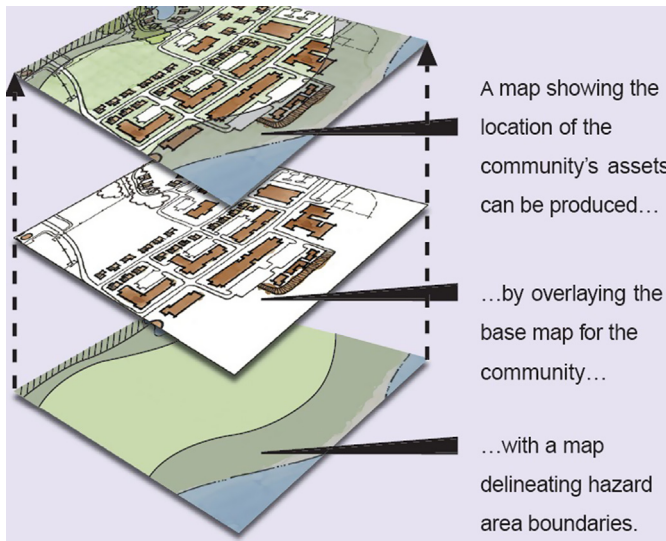 A map showing the
location of the
community's assets
can be produced…
…by overlaying the
base map for the
community…
…with a map
delineating hazard
area boundaries.